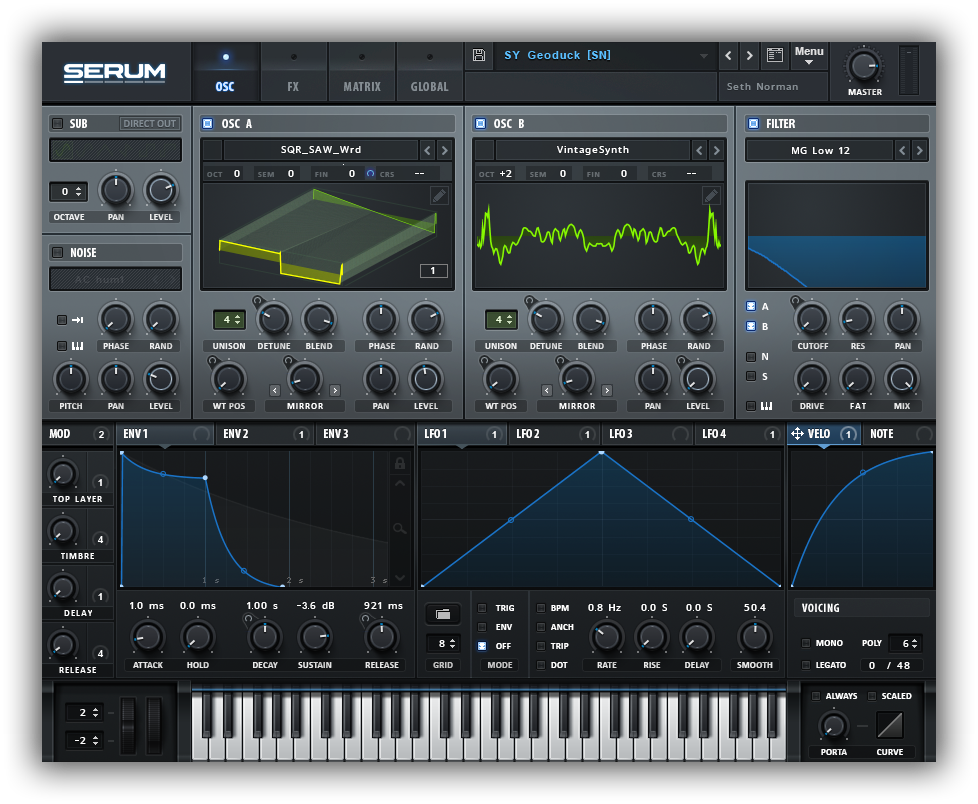 SERUM
OSC
FX
MATRIX
GLOBAL
SY Geoduck [SN]
Menu
Seth Norman
MASTER
SUB
DIRECT OUT
0
OCTAVE PAN LEVEL
NOISE
AC hum1
PHASE RAND
PITCH PAN LEVEL
OSC A
SQR_SAW_Wrd
OCT 0 SEM 0 FIN 0 CRS --
1
4
UNISON DETUNE BLEND PHASE RAND
WT POS MIRROR PAN LEVEL
OSC B
VintageSynth
OCT +2 SEM 0 FIN 0 CRS --
4
UNISON DETUNE BLEND PHASE RAND
WT POS MIRROR PAN LEVEL
FILTER
MG Low 12
A
B
N
S
CUTOFF RES PAN
DRIVE FAT MIX
MOD 2
ENV 1 ENV 2 1 ENV 3
LFO 1 1 LFO 2 1 LFO 3 LFO 4 1
VELO 1 NOTE
1
TOP LAYER
4
TIMBRE
1
DELAY
4
RELEASE
1 s 2 s 3 s
1.0 ms 0.0 ms 1.00 s -3.6 dB 921 ms
ATTACK HOLD DECAY SUSTAIN RELEASE
8
GRID
TRIG
ENV
OFF
MODE
BPM
ANCH
TRIP
DOT
0.8 Hz 0.0 S 0.0 S 50.4
RATE RISE DELAY SMOOTH
VOICING
MONO POLY 6
LEGATO 0 / 48
2
-2
ALWAYS SCALED
PORTA CURVE